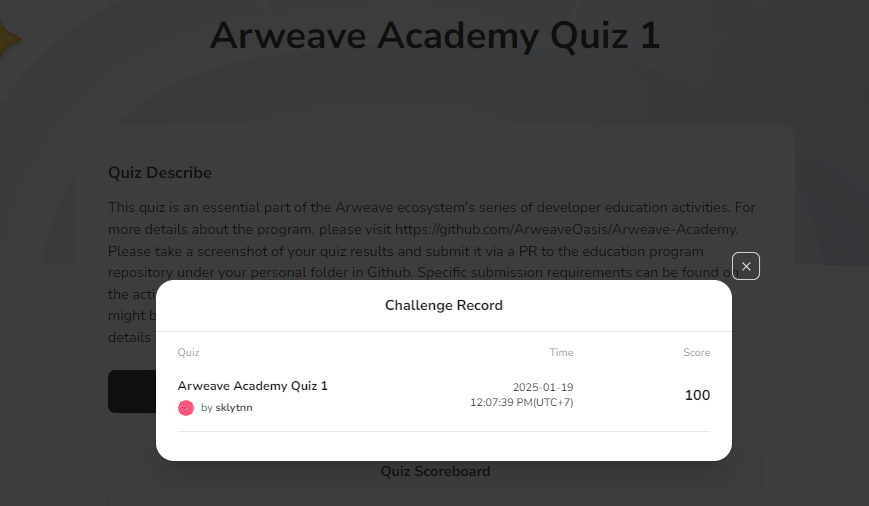 Arweave Academy Quiz 1
Quiz Describe
This quiz is an essential part of the Arweave ecosystem's series of developer education activities. For
more details about the program, please visit https://github.com/ArweaveOasis/Arweave-Academy.
Please take a screenshot of your quiz results and submit it via a PR to the education program
repository under your personal folder in Github. Specific submission requirements can be found on
the acti
might b
details
Challenge Record
Quiz Time Score
Arweave Academy Quiz 1
by sklytnn
2025-01-19
12:07:39 PM(UTC+7)
100
Quiz Scoreboard